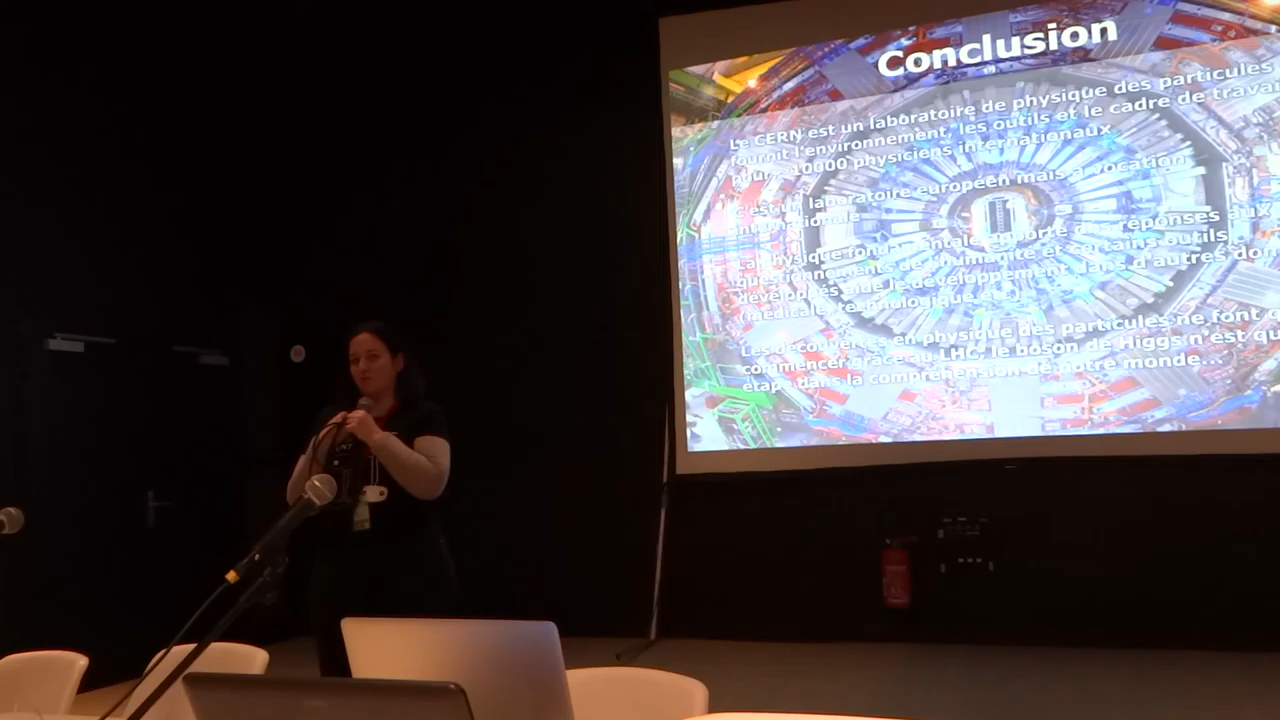 Conclusion
Le CERN est un laboratoire de physique des particules
fournit l'environnement, les outils et le cadre de travai
pour 10000 physiciens internationaux
C'est un laboratoire européen mais à vocation
internationale
La physique fondamentale apporte des réponses aux
questionnements de l'humanité et certains outils
développés aide le développement dans d'autres dom
(médicale, technologique etc)
Les découvertes en physique des particules ne font
commencer grâce au LHC, le boson de Higgs n'est qu
étape dans la compréhension de notre monde...